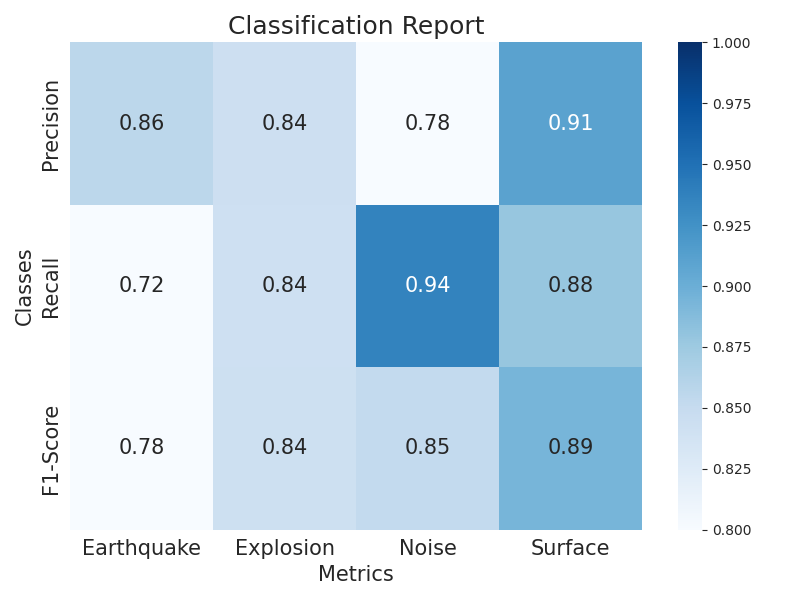 Classification Report
Classes
Precision
0.86 0.84 0.78 0.91
Recall
0.72 0.84 0.94 0.88
F1-Score
0.78 0.84 0.85 0.89
Earthquake Explosion Noise Surface
Metrics
1.000
0.975
0.950
0.925
0.900
0.875
0.850
0.825
0.800